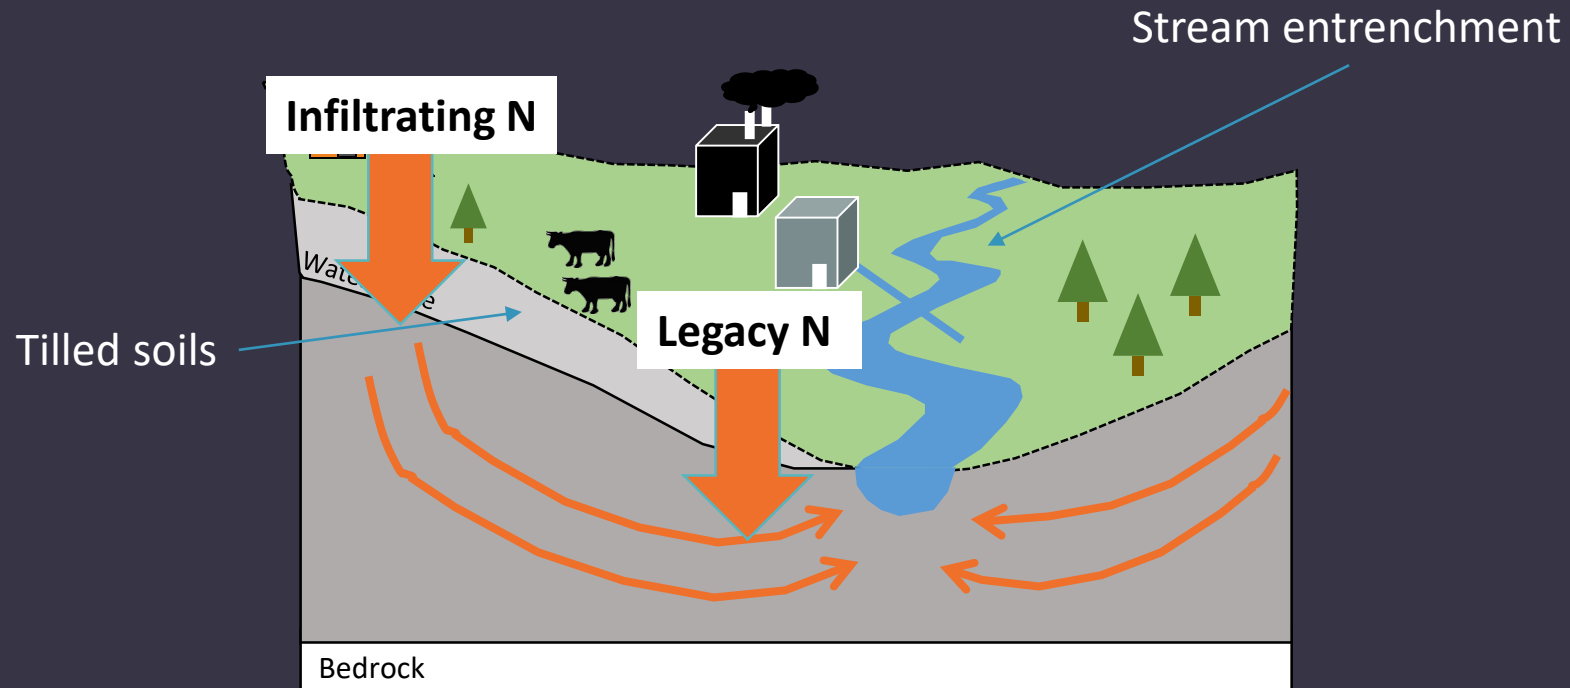 Stream entrenchment
Infiltrating N
Legacy N
Tilled soils
Bedrock